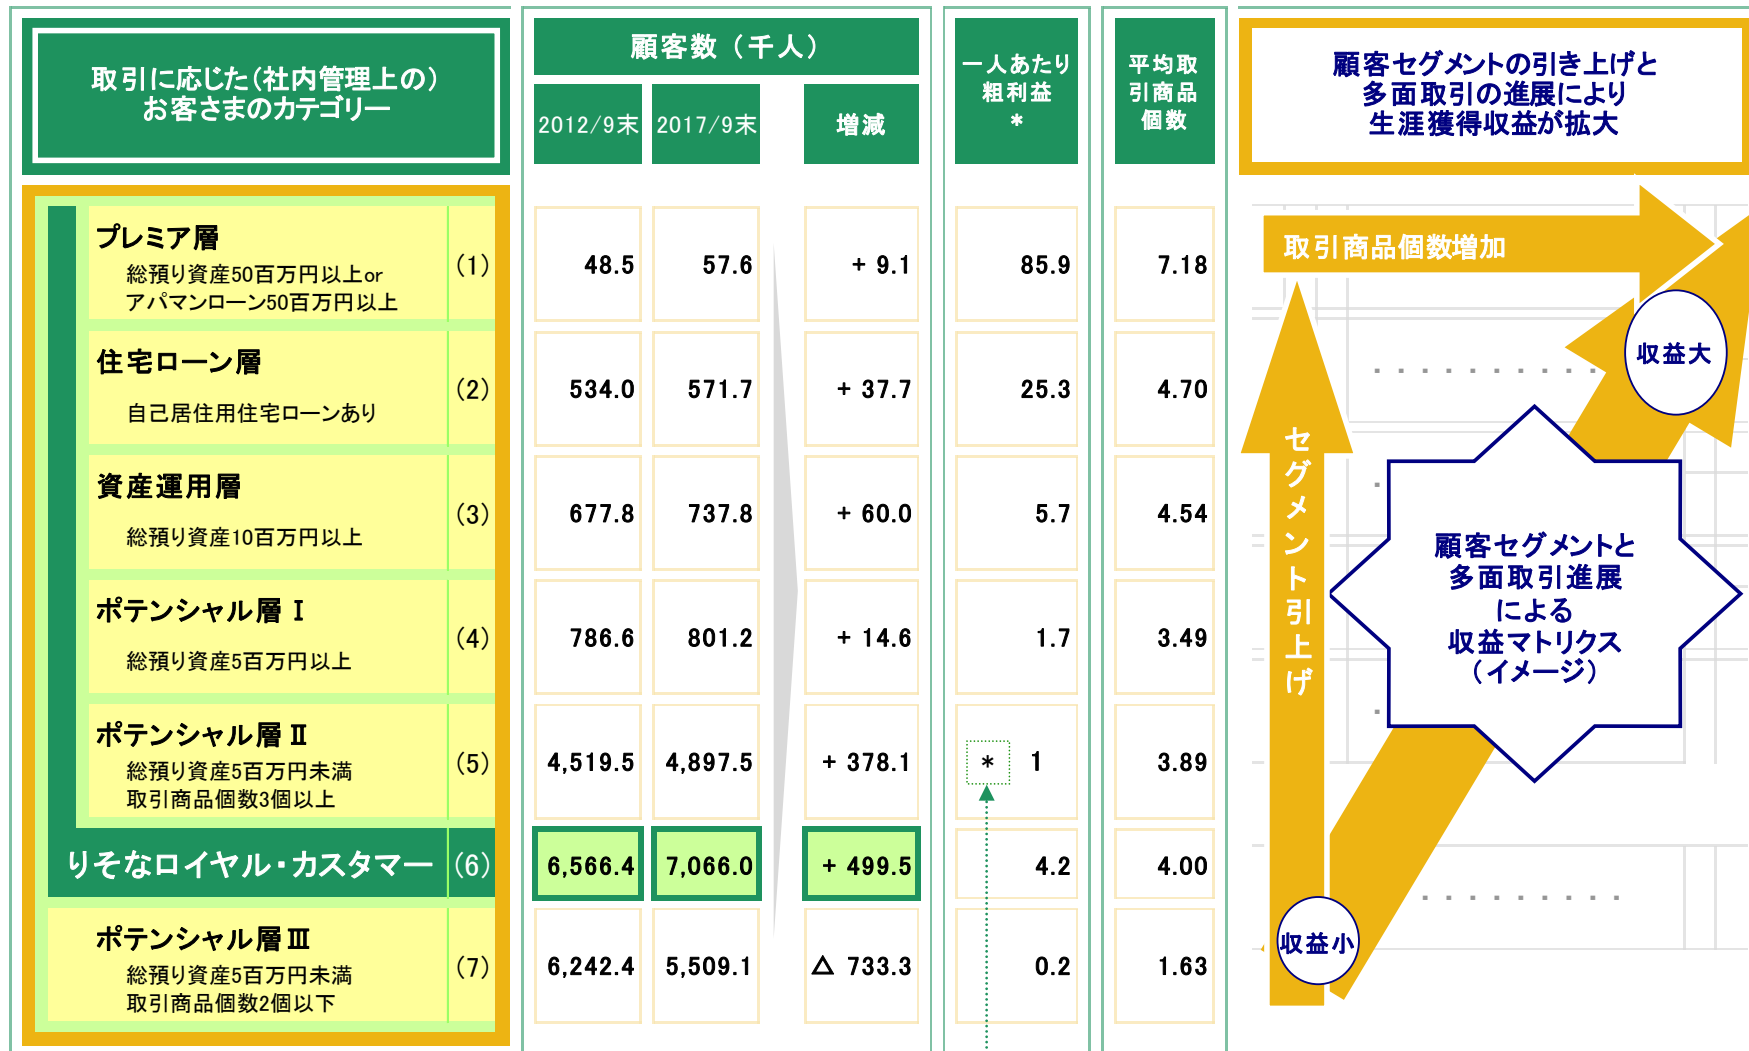 取引に応じた(社内管理上の)
お客さまのカテゴリー
顧客数(千人)
2012/9末 2017/9末 増減
一人あたり
粗利益
*
平均取
引商品
個数
顧客セグメントの引き上げと
多面取引の進展により
生涯獲得収益が拡大
プレミア層
総預り資産50百万円以上or
アパマンローン50百万円以上
(1) 48.5 57.6 + 9.1 85.9 7.18
住宅ローン層
自己居住用住宅ローンあり
(2) 534.0 571.7 + 37.7 25.3 4.70
資産運用層
総預り資産10百万円以上
(3) 677.8 737.8 + 60.0 5.7 4.54
ポテンシャル層Ⅰ
総預り資産5百万円以上
(4) 786.6 801.2 + 14.6 1.7 3.49
ポテンシャル層Ⅱ
総預り資産5百万円未満
取引商品個数3個以上
(5) 4,519.5 4,897.5 + 378.1 * 1 3.89
りそなロイヤル・カスタマー (6) 6,566.4 7,066.0 + 499.5 4.2 4.00
ポテンシャル層Ⅲ
総預り資産5百万円未満
取引商品個数2個以下
(7) 6,242.4 5,509.1 △ 733.3 0.2 1.63
取引商品個数増加
セグメント引上げ
収益大
顧客セグメントと
多面取引進展
による
収益マトリクス
(イメージ)
収益小